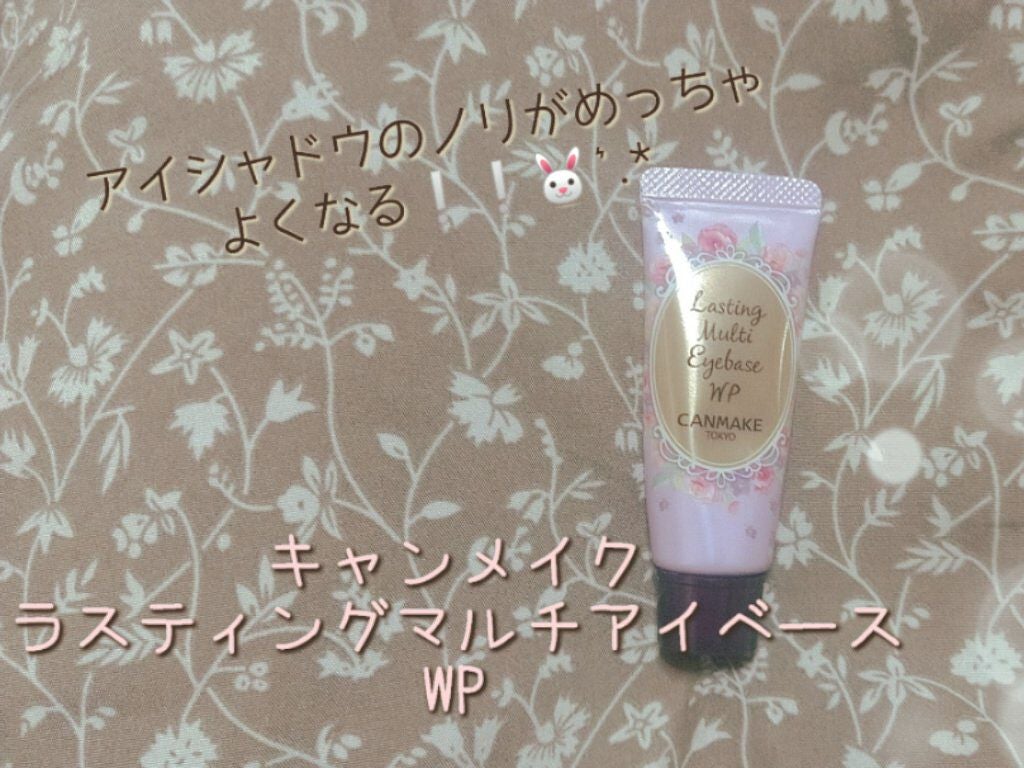 アイシャドウのノリがめっちゃ
よくなる❕❕🐰 ･*
Lasting
Multi
Eyebase
WP
CANMAKE
TOKYO
キャンメイク
ラスティングマルチアイベース
WP